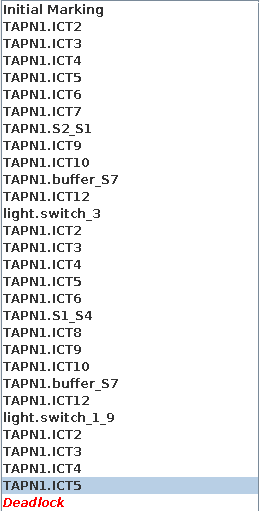 Initial Marking
TAPN1.ICT2
TAPN1.ICT3
TAPN1.ICT4
TAPN1.ICT5
TAPN1.ICT6
TAPN1.ICT7
TAPN1.S2_S1
TAPN1.ICT9
TAPN1.ICT10
TAPN1.buffer_S7
TAPN1.ICT12
light.switch_3
TAPN1.ICT2
TAPN1.ICT3
TAPN1.ICT4
TAPN1.ICT5
TAPN1.ICT6
TAPN1.S1_S4
TAPN1.ICT8
TAPN1.ICT9
TAPN1.ICT10
TAPN1.buffer_S7
TAPN1.ICT12
light.switch_1_9
TAPN1.ICT2
TAPN1.ICT3
TAPN1.ICT4
TAPN1.ICT5
Deadlock